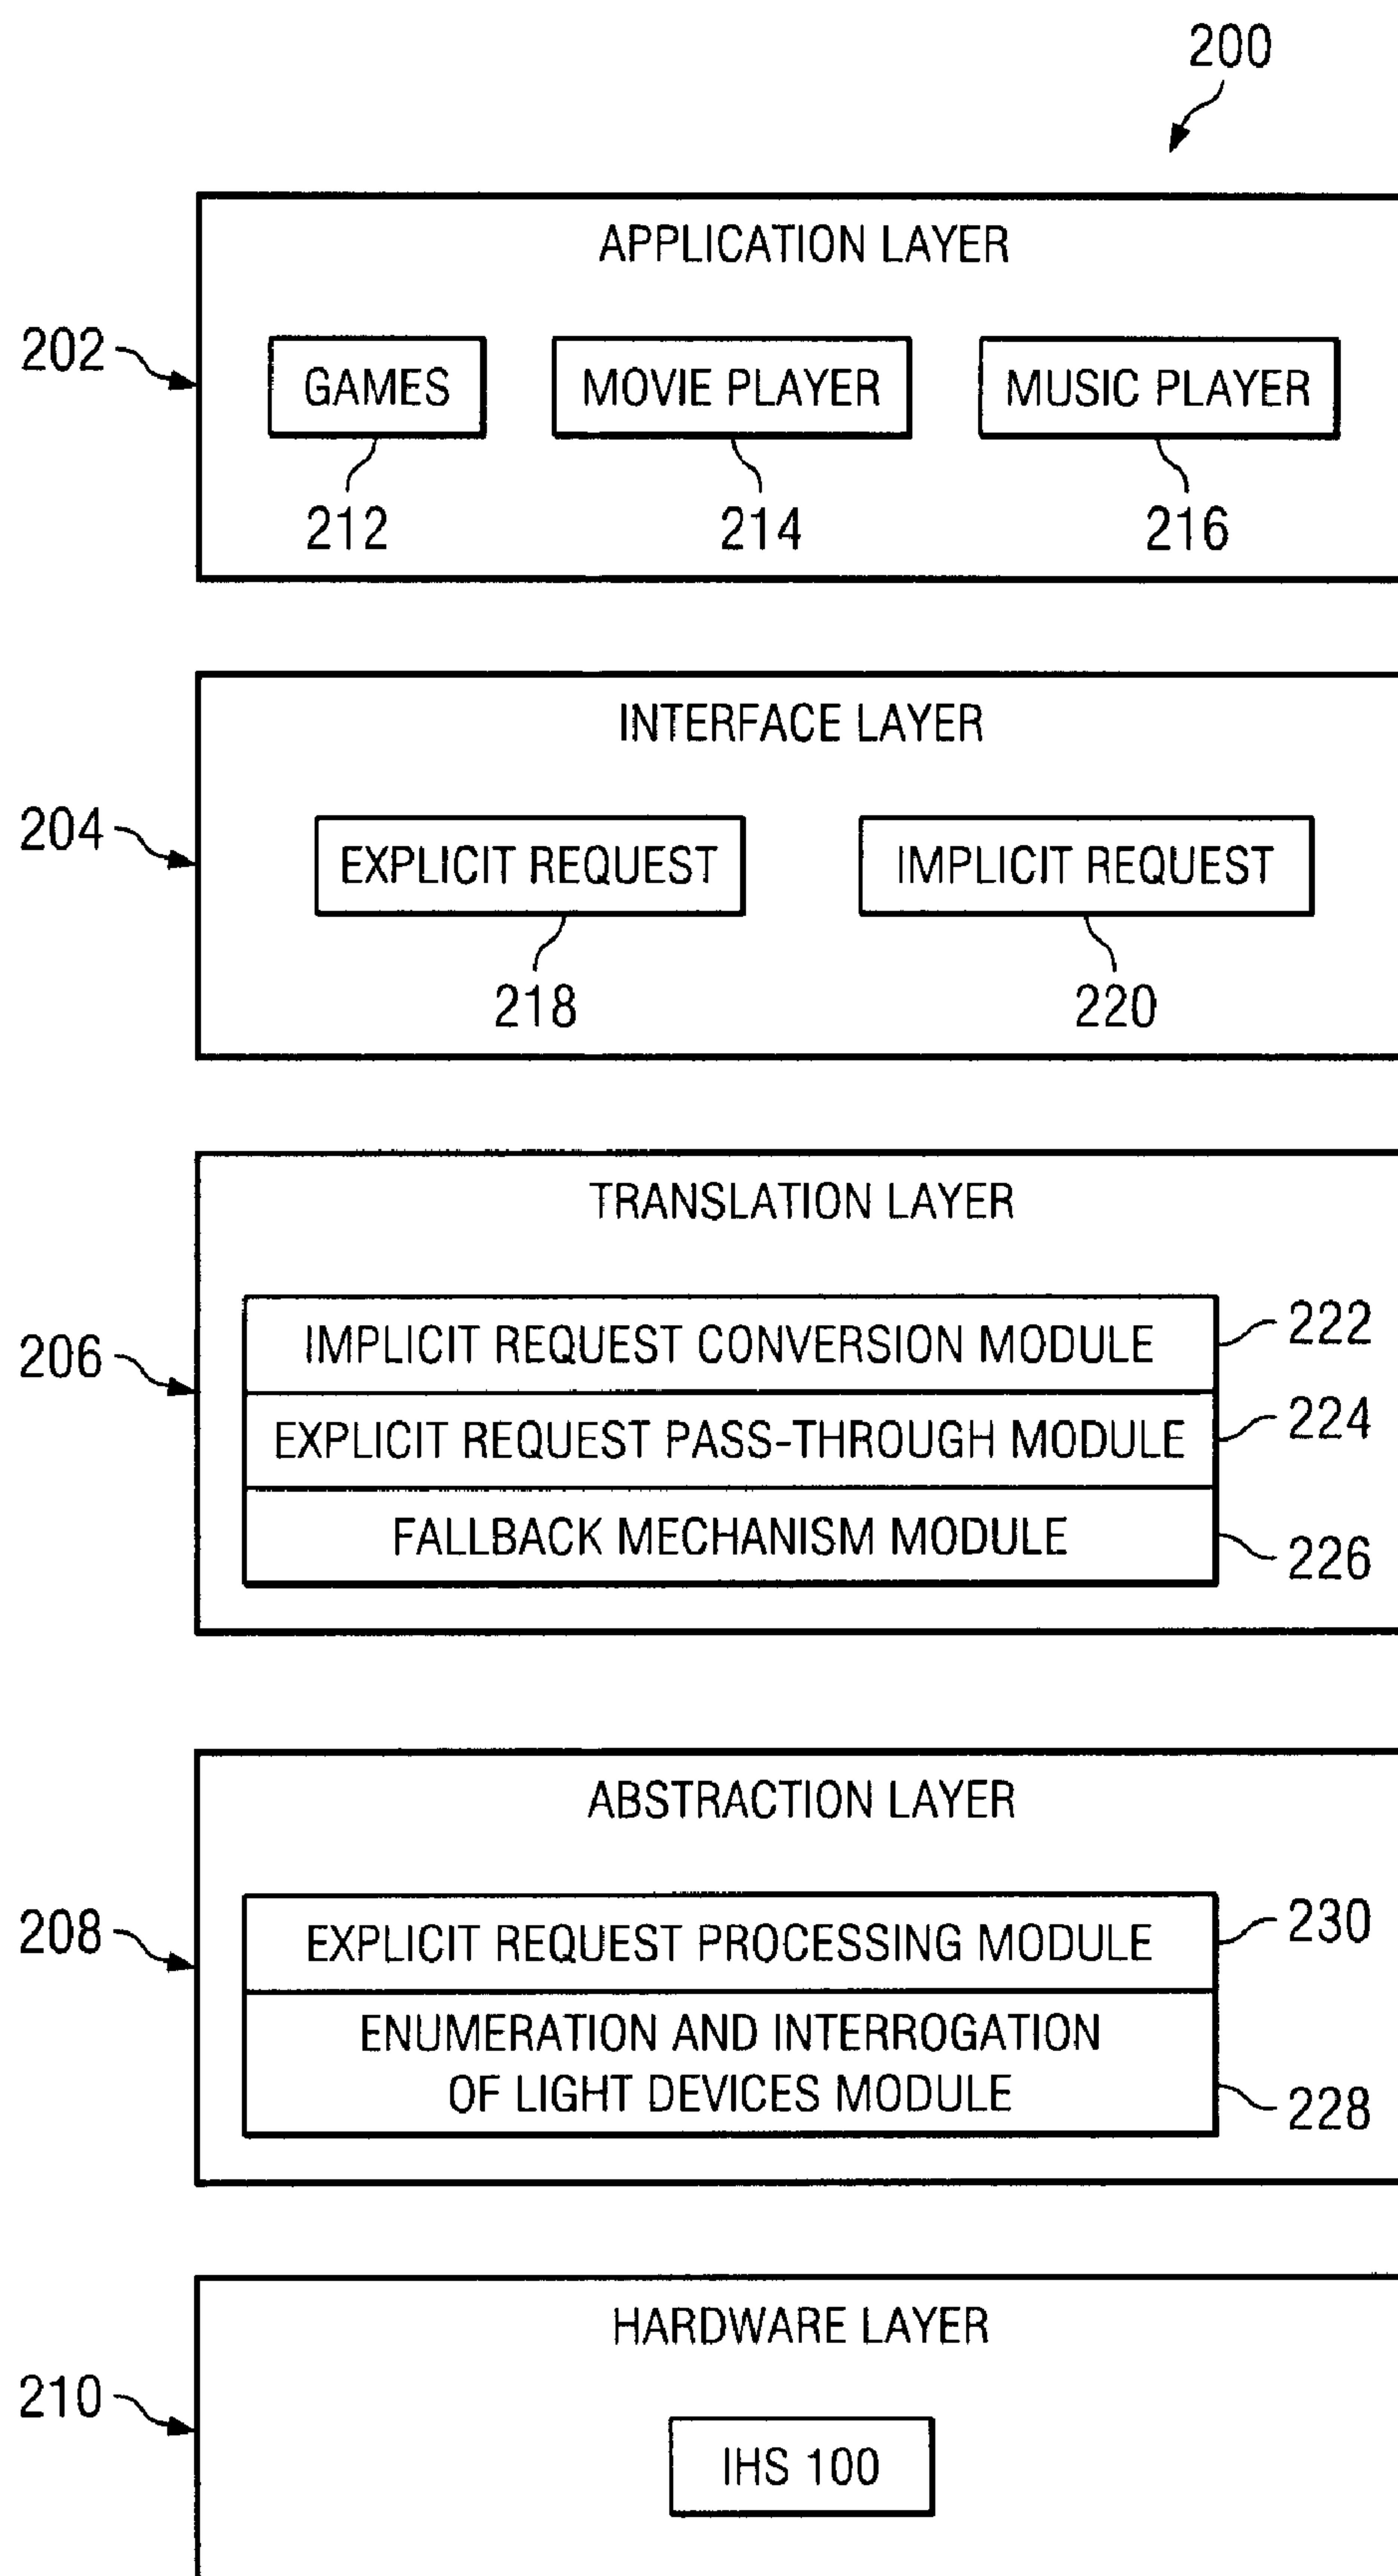 200
APPLICATION LAYER
202
GAMES
MOVIE PLAYER
MUSIC PLAYER
212
214
216
INTERFACE LAYER
204
EXPLICIT REQUEST
IMPLICIT REQUEST
218
220
TRANSLATION LAYER
206
IMPLICIT REQUEST CONVERSION MODULE
222
EXPLICIT REQUEST PASS-THROUGH MODULE
224
FALLBACK MECHANISM MODULE
226
ABSTRACTION LAYER
208
EXPLICIT REQUEST PROCESSING MODULE
230
ENUMERATION AND INTERROGATION
OF LIGHT DEVICES MODULE
228
HARDWARE LAYER
210
IHS 100